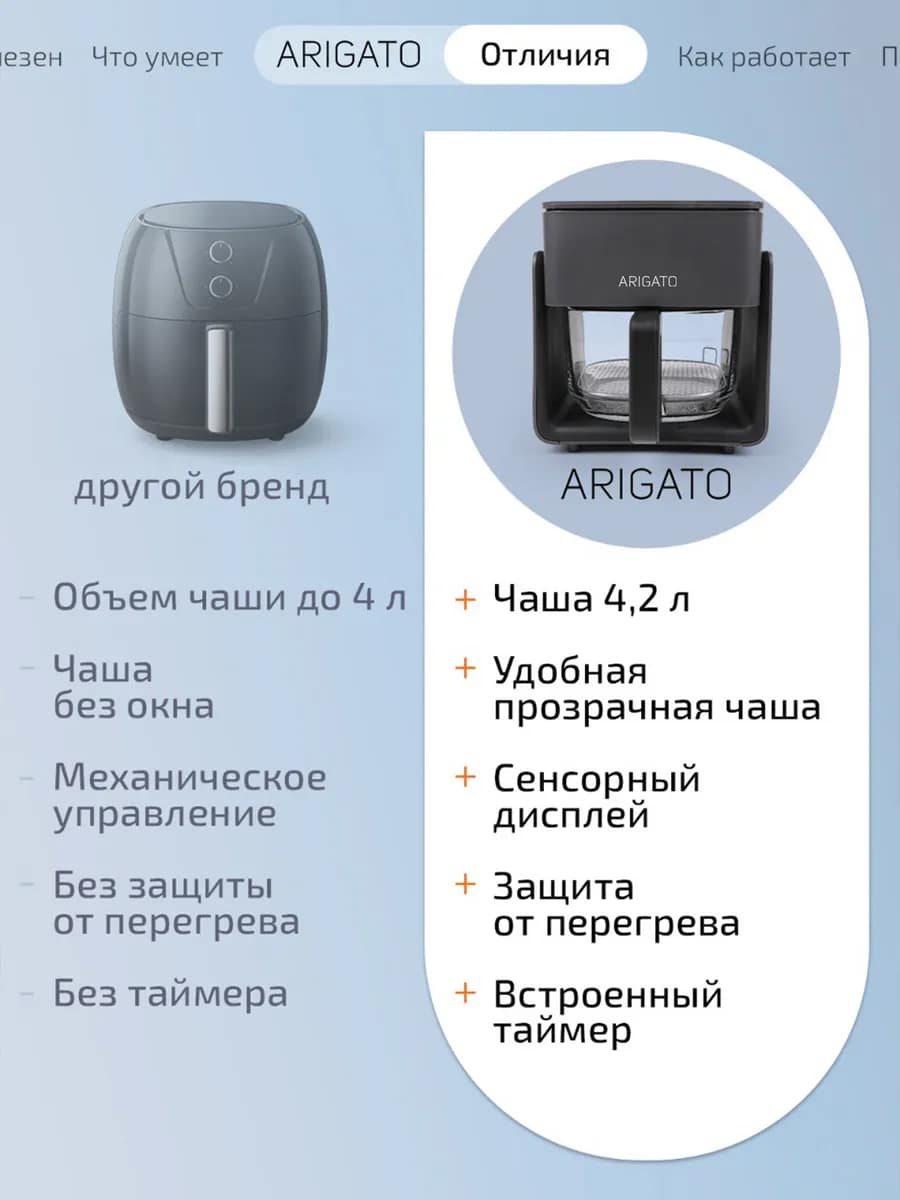 Что умеет ARIGATO Отличия Как работает
ARIGATO
другой бренд
ARIGATO
– Объем чаши до 4 л
– Чаша
без окна
– Механическое
управление
– Без защиты
от перегрева
– Без таймера
+ Чаша 4,2 л
+ Удобная
прозрачная чаша
+ Сенсорный
дисплей
+ Защита
от перегрева
+ Встроенный
таймер